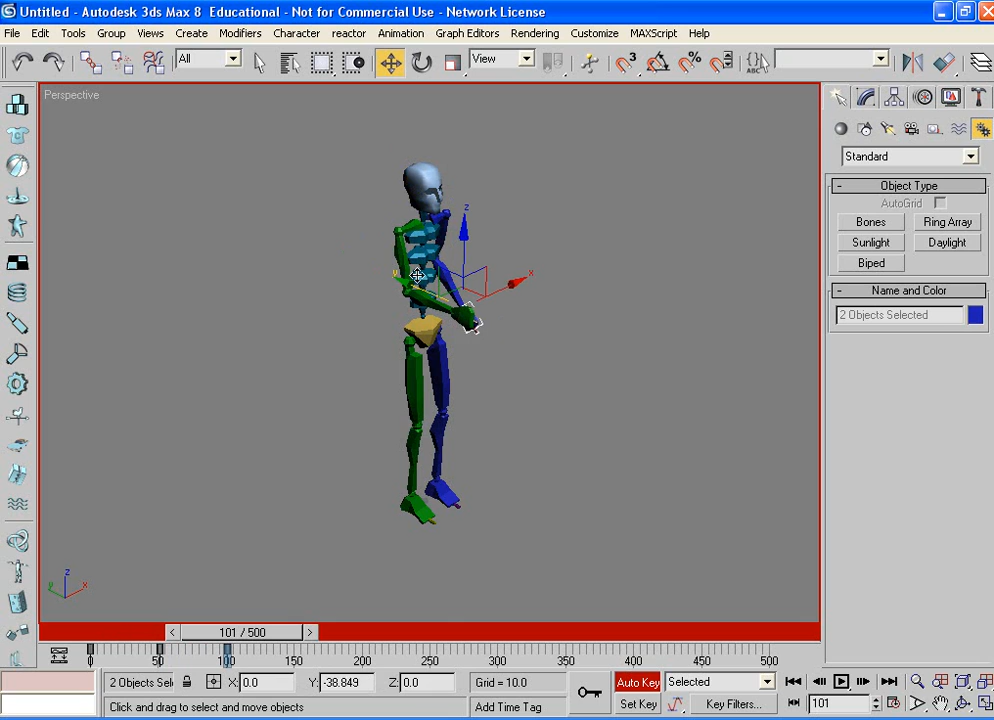 Untitled - Autodesk 3ds Max 8 Educational - Not for Commercial Use - Network License
File Edit Tools Group Views Create Modifiers Character reactor Animation Graph Editors Rendering Customize MAXScript Help
All View 3 % ABC
Perspective
z
x
y
Standard
- Object Type
AutoGrid
Bones Ring Array
Sunlight Daylight
Biped
- Name and Color
2 Objects Selected
z
y x
< 101 / 500 >
0 50 100 150 200 250 300 350 400 450 500
2 Objects Sel X: 0.0 Y: -38.849 Z: 0.0 Grid = 10.0 Auto Key Selected
Click and drag to select and move objects Add Time Tag Set Key Key Filters... 101